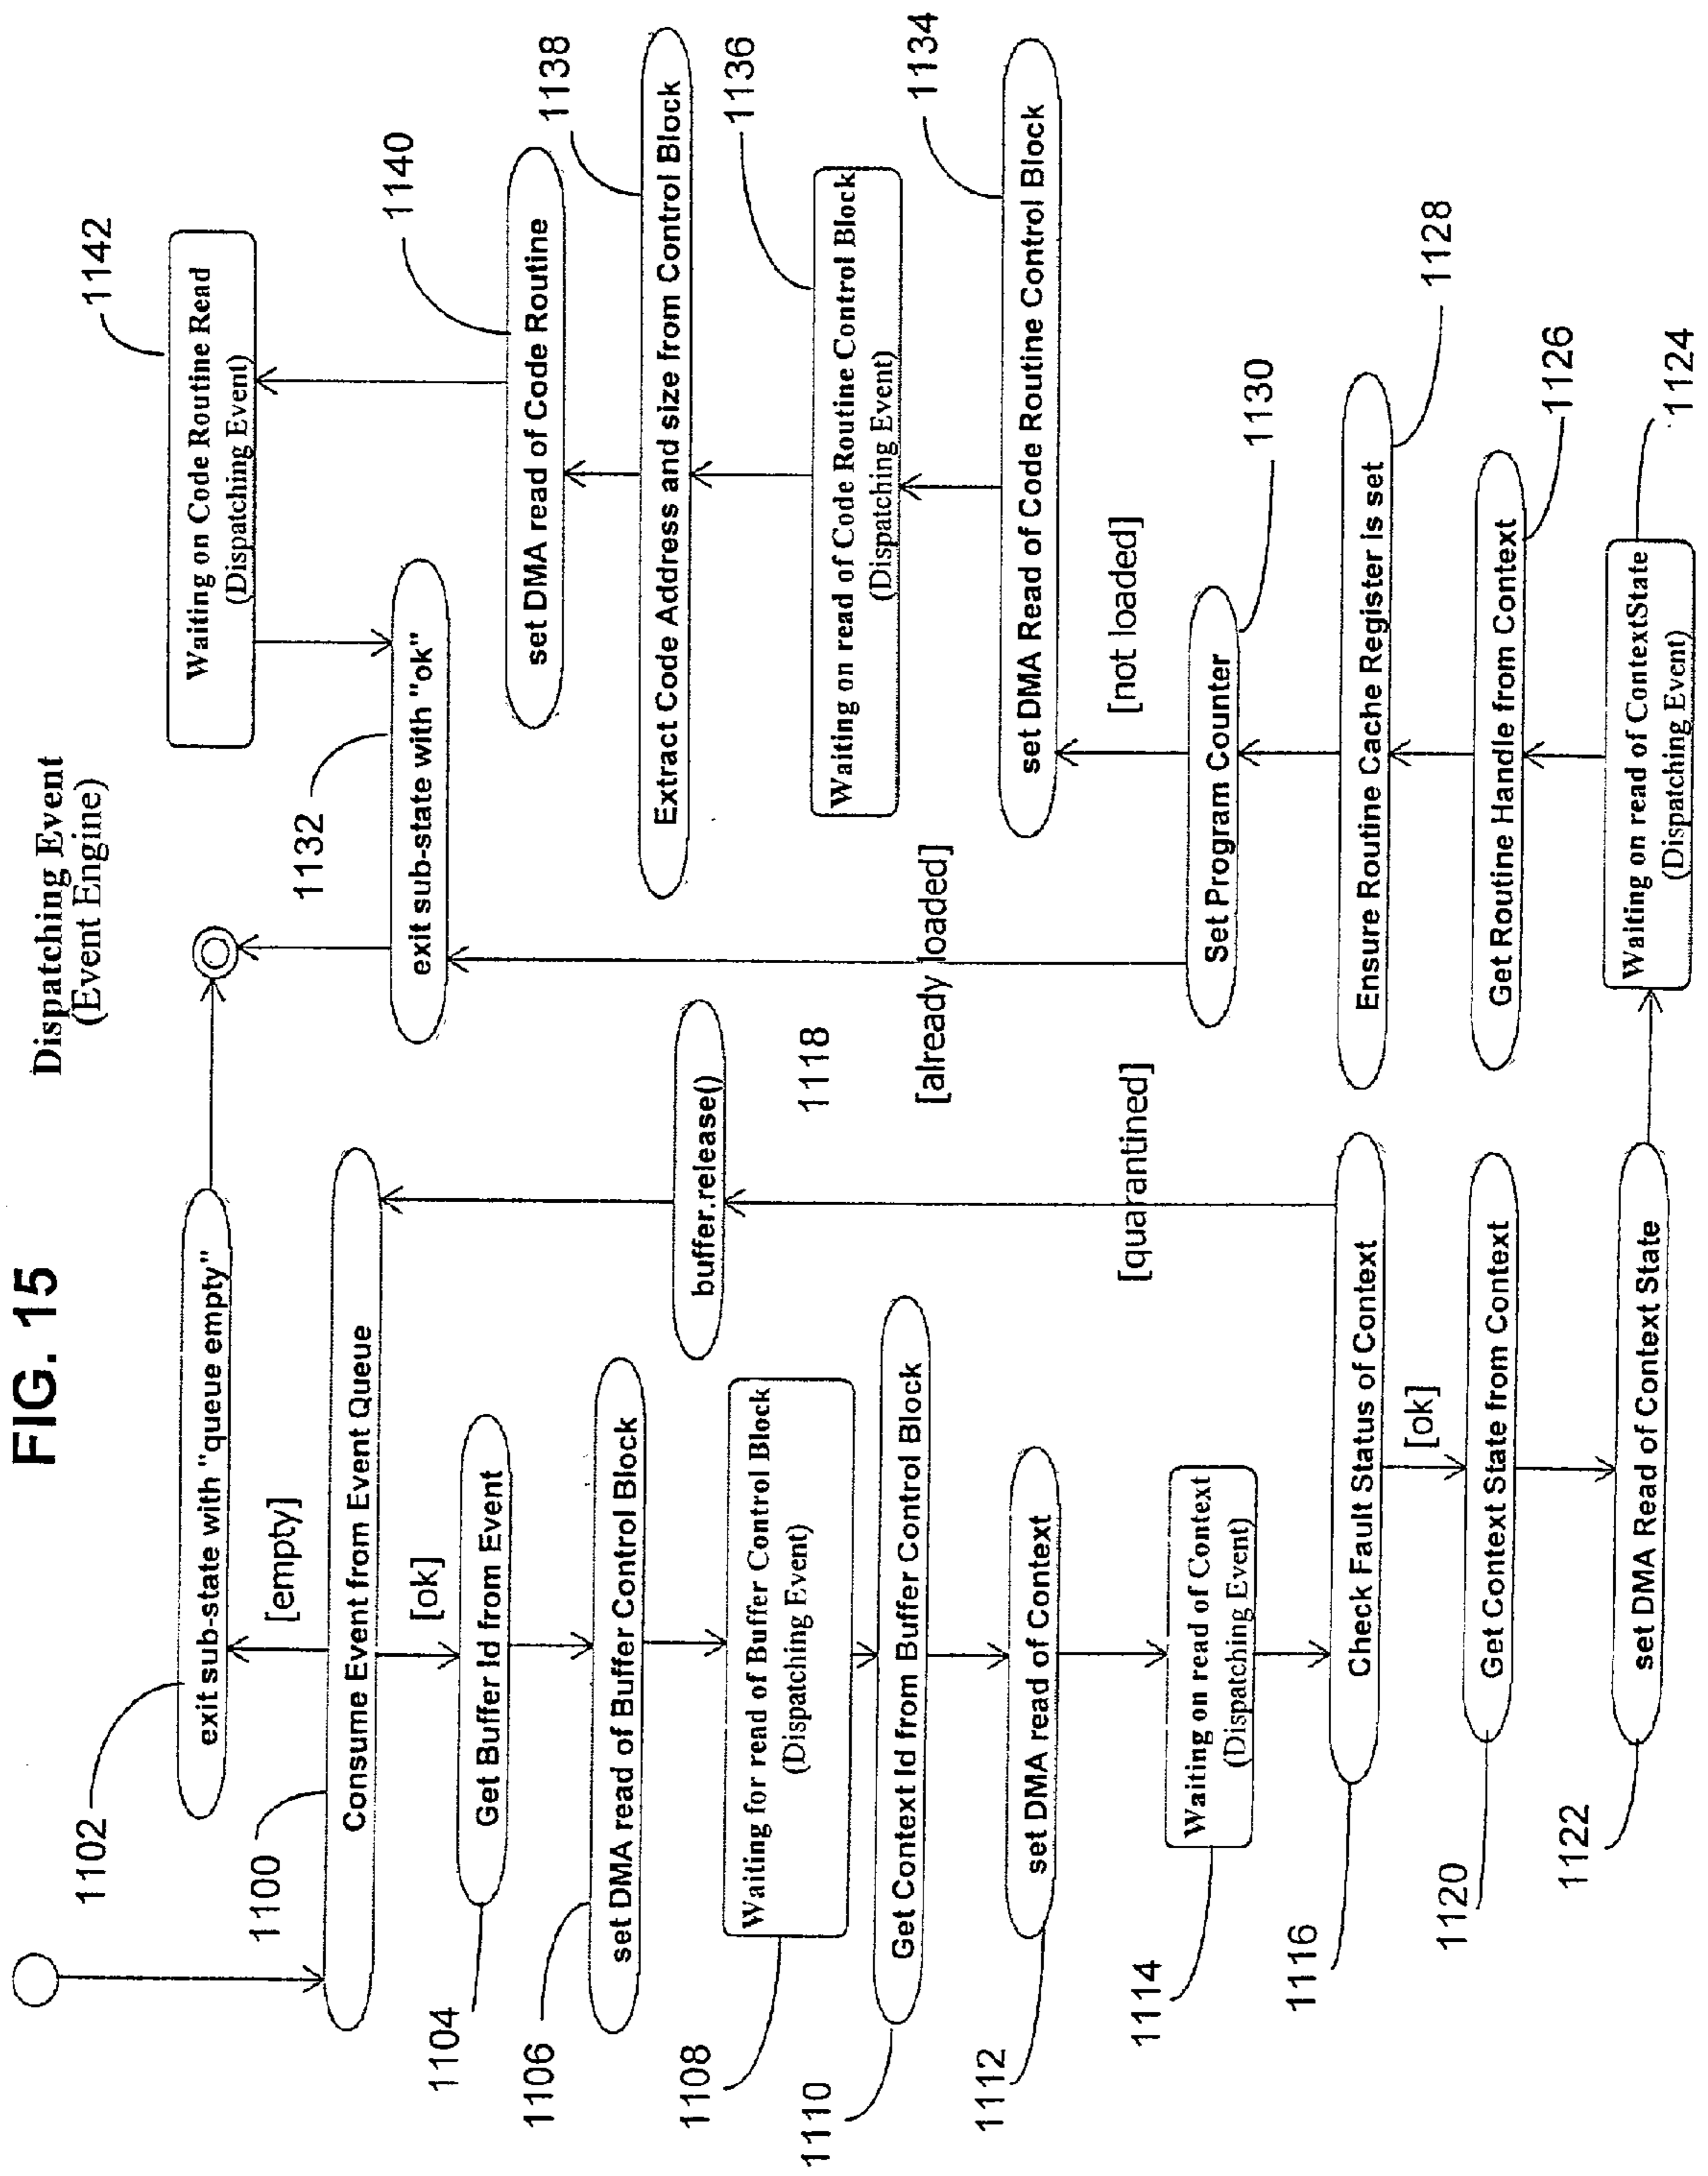 FIG. 15
Dispatching Event
(Event Engine)
1102
exit sub-state with "queue empty"
[empty]
1100
Consume Event from Event Queue
[ok]
1104
Get Buffer Id from Event
1106
set DMA read of Buffer Control Block
1108
Waiting for read of Buffer Control Block
(Dispatching Event)
1110
Get Context Id from Buffer Control Block
1112
set DMA read of Context
1114
Waiting on read of Context
(Dispatching Event)
1116
Check Fault Status of Context
[quarantined]
buffer.release()
1118
[ok]
1120
Get Context State from Context
1122
set DMA Read of Context State
1124
Waiting on read of ContextState
(Dispatching Event)
1126
Get Routine Handle from Context
1128
Ensure Routine Cache Register is set
1130
Set Program Counter
[already loaded]
[not loaded]
1132
exit sub-state with "ok"
1134
set DMA Read of Code Routine Control Block
1136
Waiting on read of Code Routine Control Block
(Dispatching Event)
1138
Extract Code Address and size from Control Block
1140
set DMA read of Code Routine
1142
Waiting on Code Routine Read
(Dispatching Event)